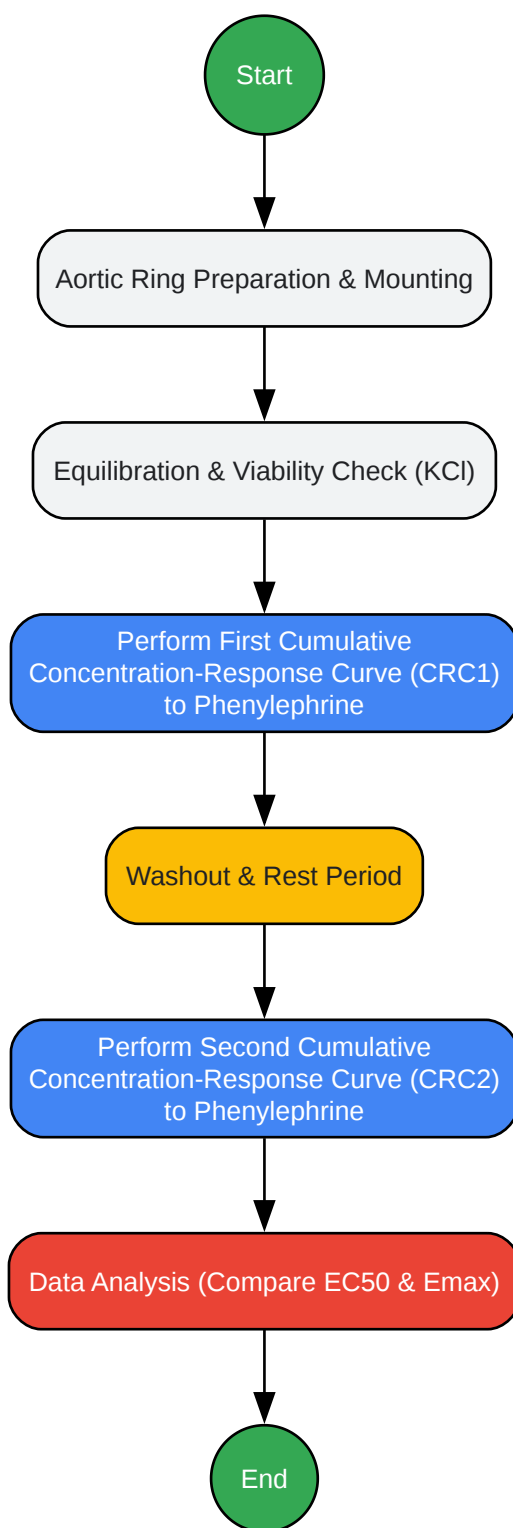 Start
Aortic Ring Preparation & Mounting
Equilibration & Viability Check (KCl)
Perform First Cumulative
Concentration-Response Curve (CRC1)
to Phenylephrine
Washout & Rest Period
Perform Second Cumulative
Concentration-Response Curve (CRC2)
to Phenylephrine
Data Analysis (Compare EC50 & Emax)
End